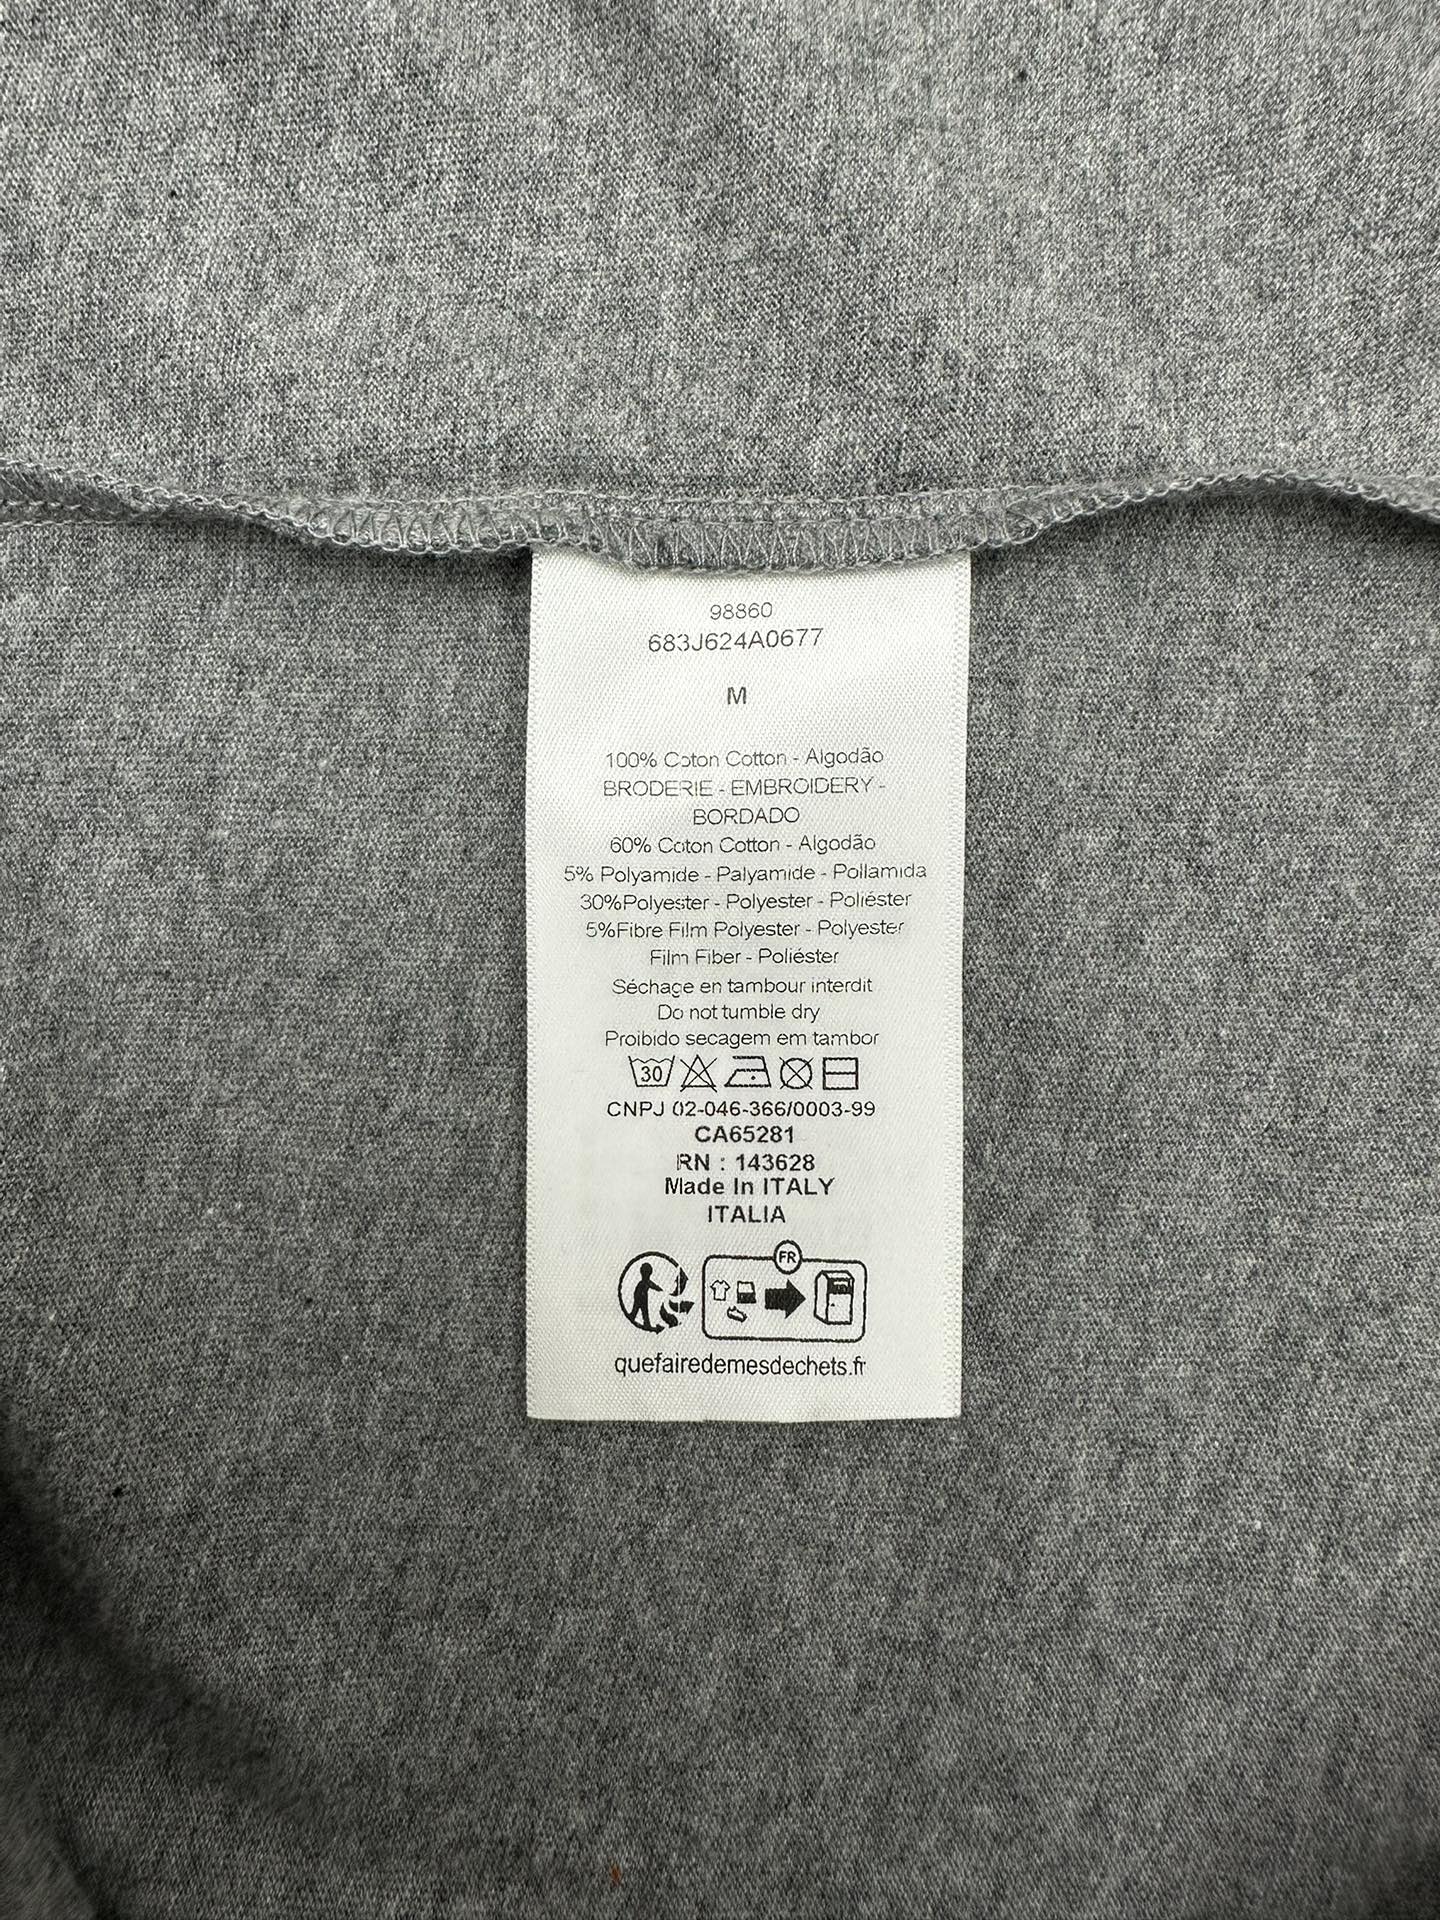 98860
683J624A0677
M
100% Coton Cotton - Algodão
BRODERIE - EMBROIDERY -
BORDADO
60% Coton Cotton - Algodão
5% Polyamide - Palyamide - Pollamida
30%Polyester - Polyester - Poliéster
5%Fibre Film Polyester - Polyester
Film Fiber - Poliéster
Séchage en tambour interdit
Do not tumble dry
Proibido secagem em tambor
30
CNPJ 02-046-366/0003-99
CA65281
RN : 143628
Made In ITALY
ITALIA
FR
quefairedemesdechets.fr